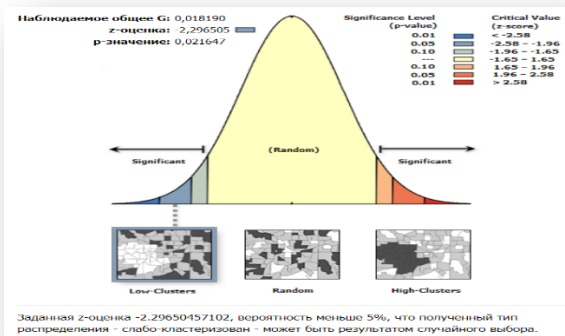 Наблюдаемое общее G: 0,018190
z-оценка: -2,296505
p-значение: 0,021647
Significance Level (p-value)
Critical Value (z-score)
0.01 < -2.58
0.05 -2.58 – -1.96
0.10 -1.96 – -1.65
--- -1.65 – 1.65
0.10 1.65 – 1.96
0.05 1.96 – 2.58
0.01 > 2.58
(Random)
Significant
Significant
Low-Clusters
Random
High-Clusters
Заданная z-оценка -2.29650457102, вероятность меньше 5%, что полученный тип
распределения - слабо-кластеризован - может быть результатом случайного выбора.